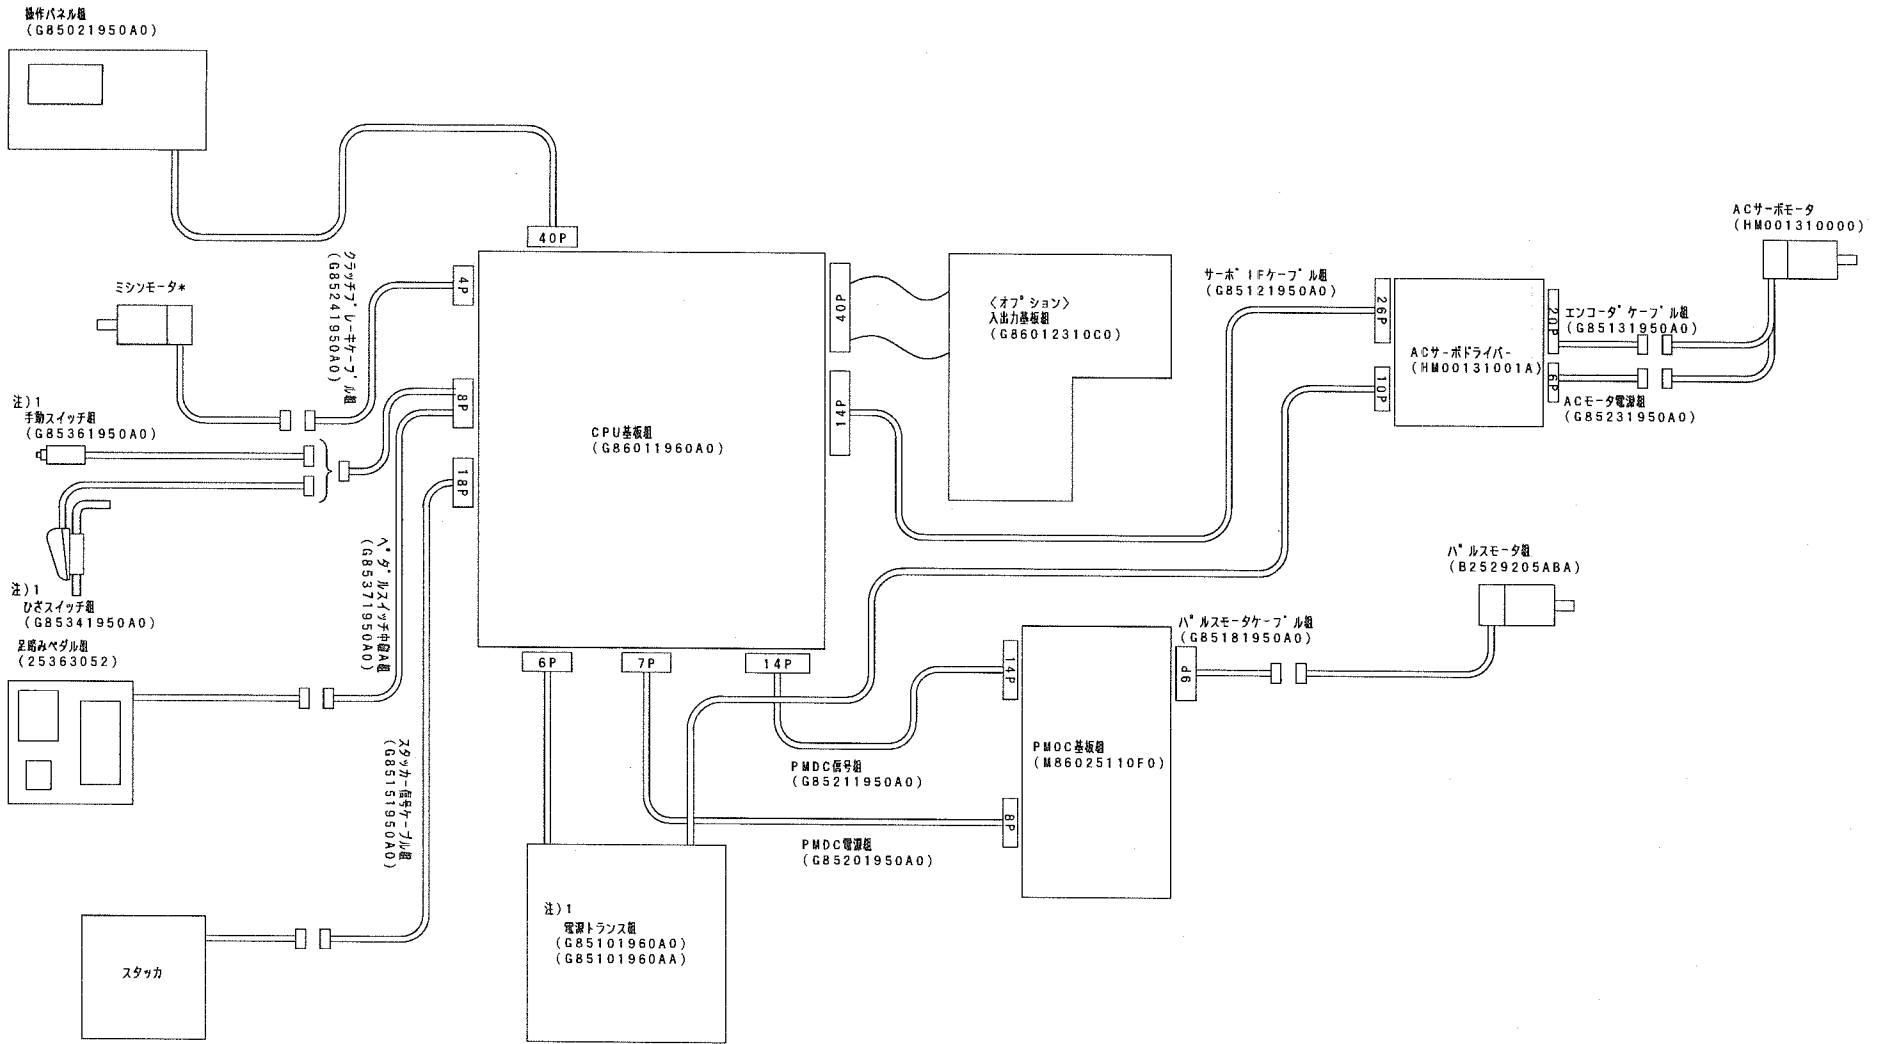 操作パネル組
(G85021950A0)
40P
クラッチブレーキケーブル組
(G85241950A0)
4P
ミシンモータ*
注)1
手動スイッチ組
(G85361950A0)
8P
18P
注)1
ひざスイッチ組
(G85341950A0)
足踏みペダル組
(25363052)
ペダルスイッチ中継A組
(G85371950A0)
スタッカー信号ケーブル組
(G85151950A0)
スタッカ
CPU基板組
(G86011960A0)
40P
14P
6P
7P
14P
〈オプション〉
入出力基板組
(G86012310C0)
サーボIFケーブル組
(G85121950A0)
26P
10P
ACサーボドライバー
(HM00131001A)
20P
エンコーダケーブル組
(G85131950A0)
6P
ACモータ電源組
(G85231950A0)
ACサーボモータ
(HM001310000)
パルスモータ組
(B2529205ABA)
パルスモータケーブル組
(G85181950A0)
14P
6P
8P
PMDC基板組
(M86025110F0)
PMDC信号組
(G85211950A0)
PMDC電源組
(G85201950A0)
注)1
電源トランス組
(G85101960A0)
(G85101960AA)